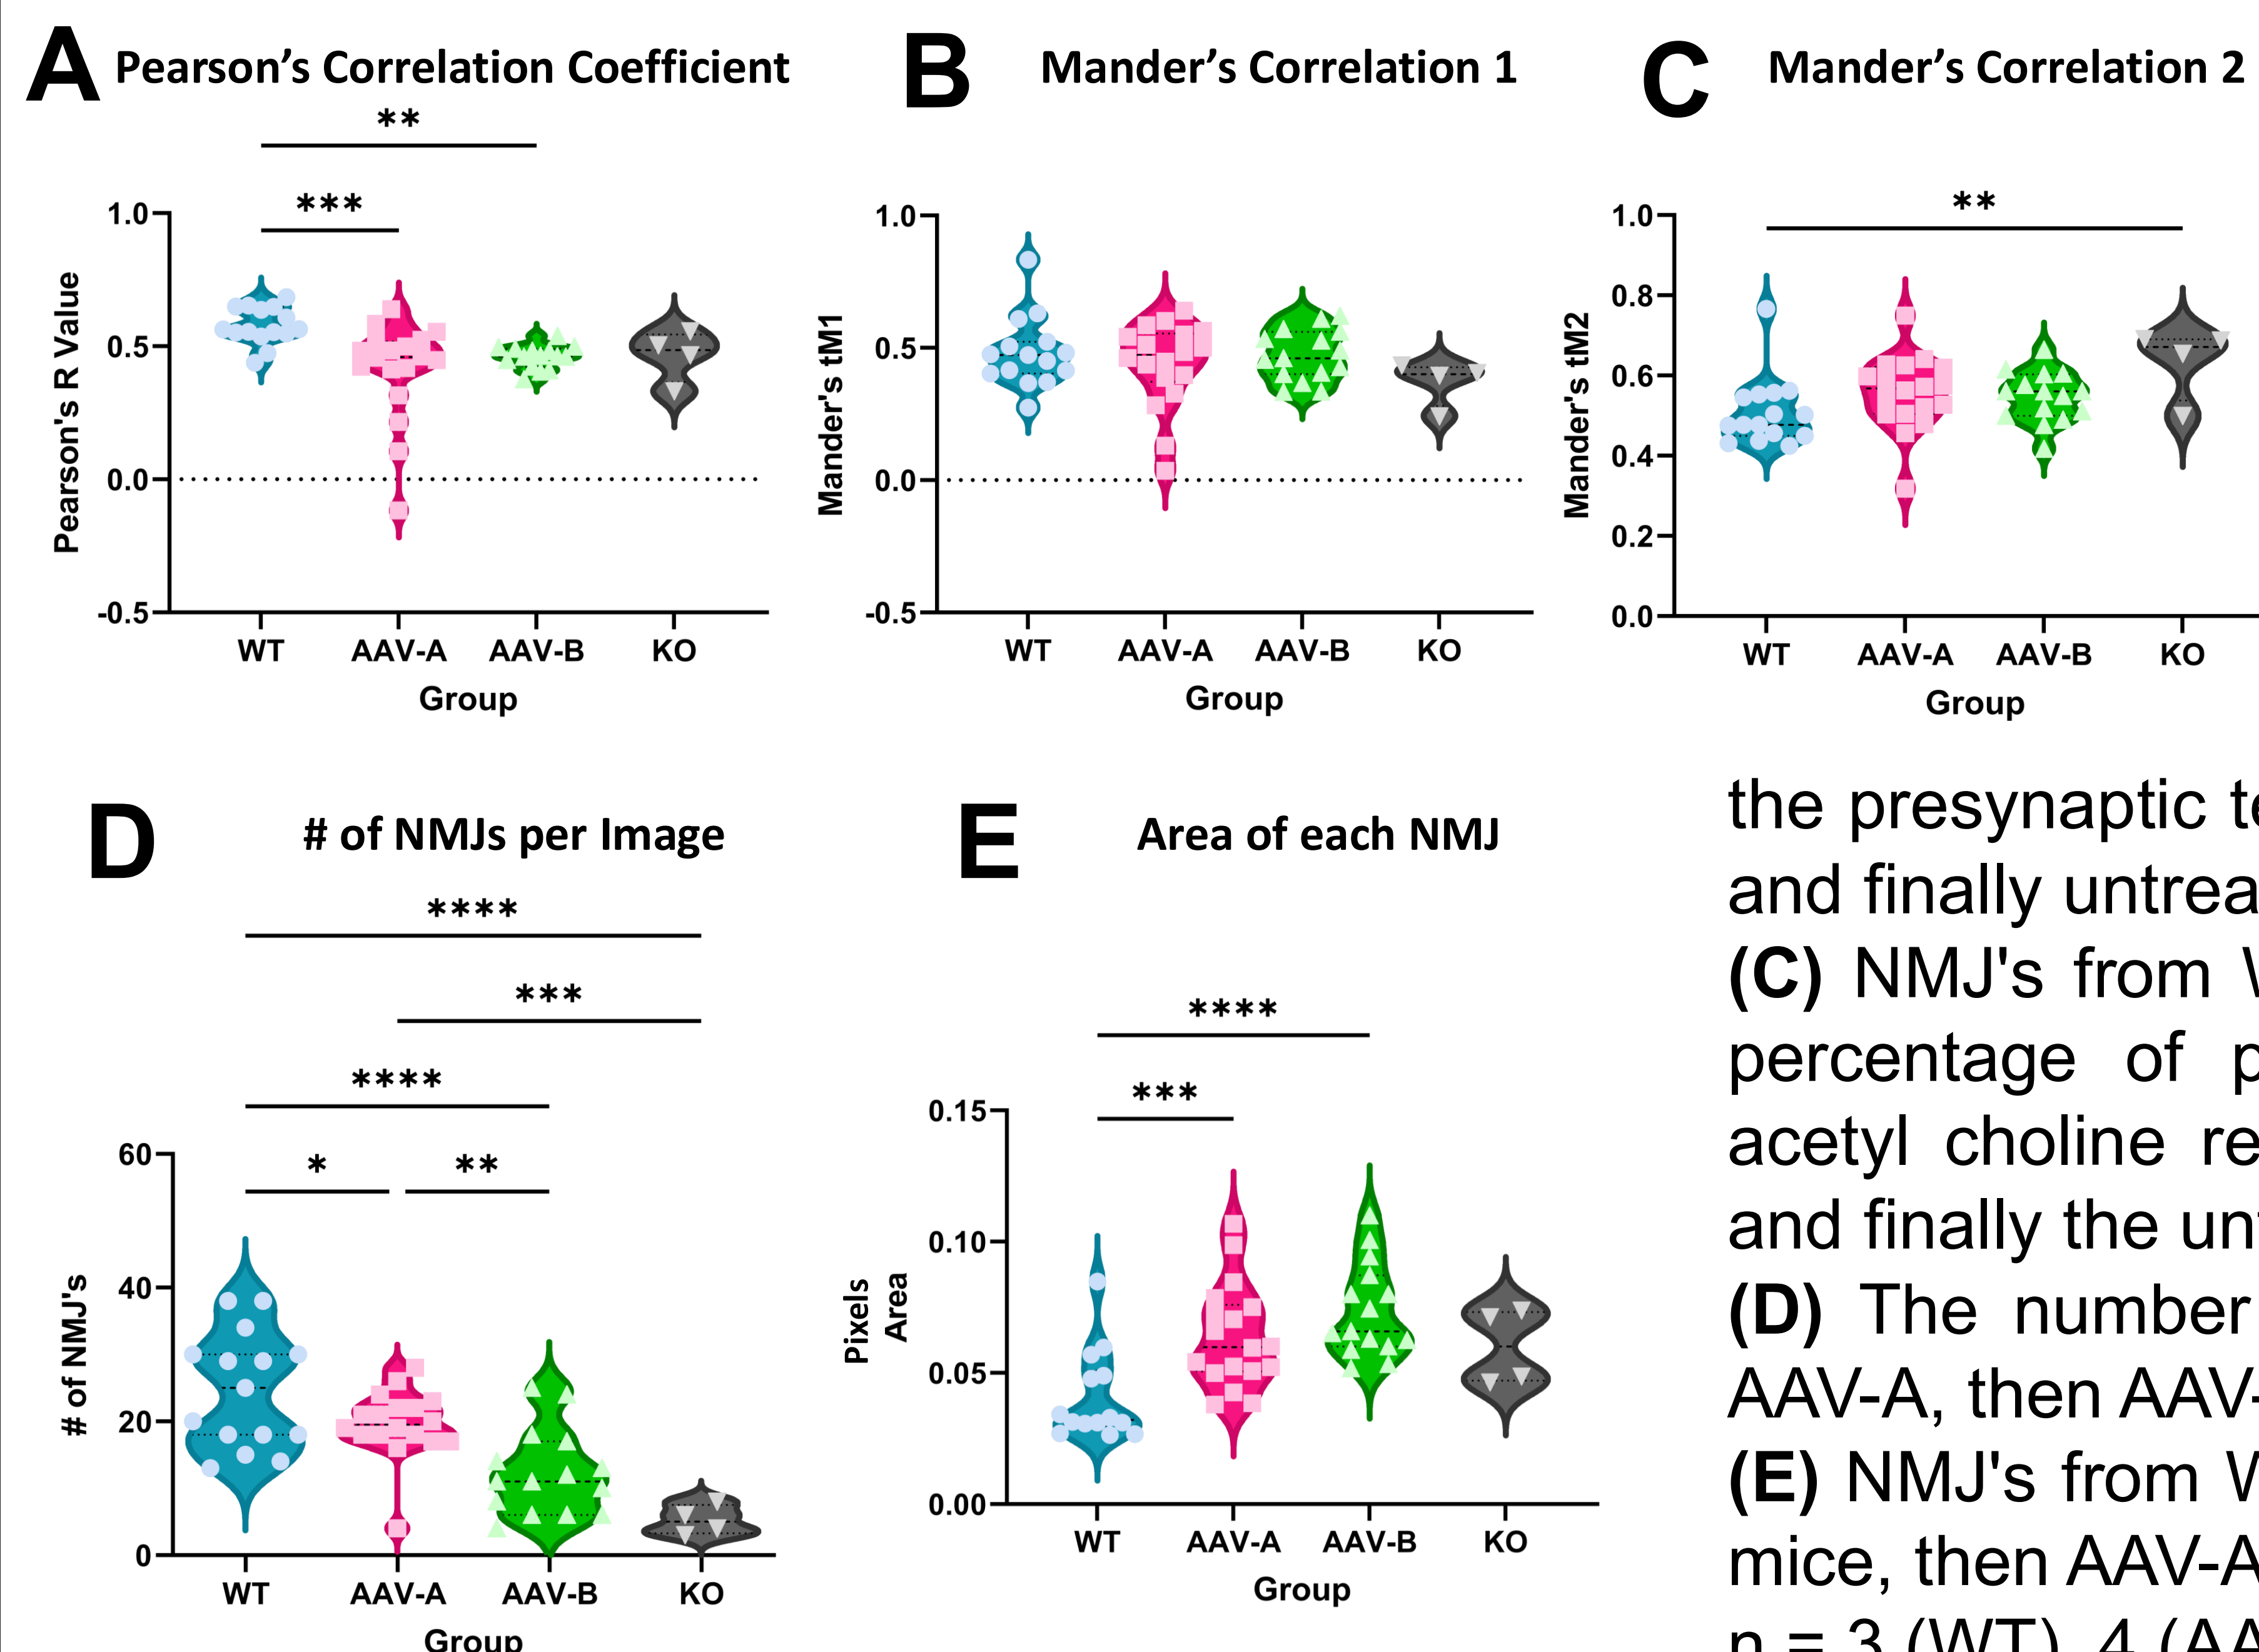 A Pearson's Correlation Coefficient
**
***
1.0
0.5
0.0
-0.5
Pearson's R Value
WT AAV-A AAV-B KO
Group
B Mander's Correlation 1
1.0
0.5
0.0
-0.5
Mander's tM1
WT AAV-A AAV-B KO
Group
C Mander's Correlation 2
**
1.0
0.8
0.6
0.4
0.2
0.0
Mander's tM2
WT AAV-A AAV-B KO
Group
D # of NMJs per Image
****
***
****
* **
60
40
20
0
# of NMJ's
WT AAV-A AAV-B KO
Group
E Area of each NMJ
****
***
0.15
0.10
0.05
0.00
Pixels
Area
WT AAV-A AAV-B KO
Group
the presynaptic
and finally
(C) NMJ's from
percentage of
acetyl choline
and finally the
(D) The number
AAV-A, then
(E) NMJ's from
mice, then
n = 3 (WT), 4